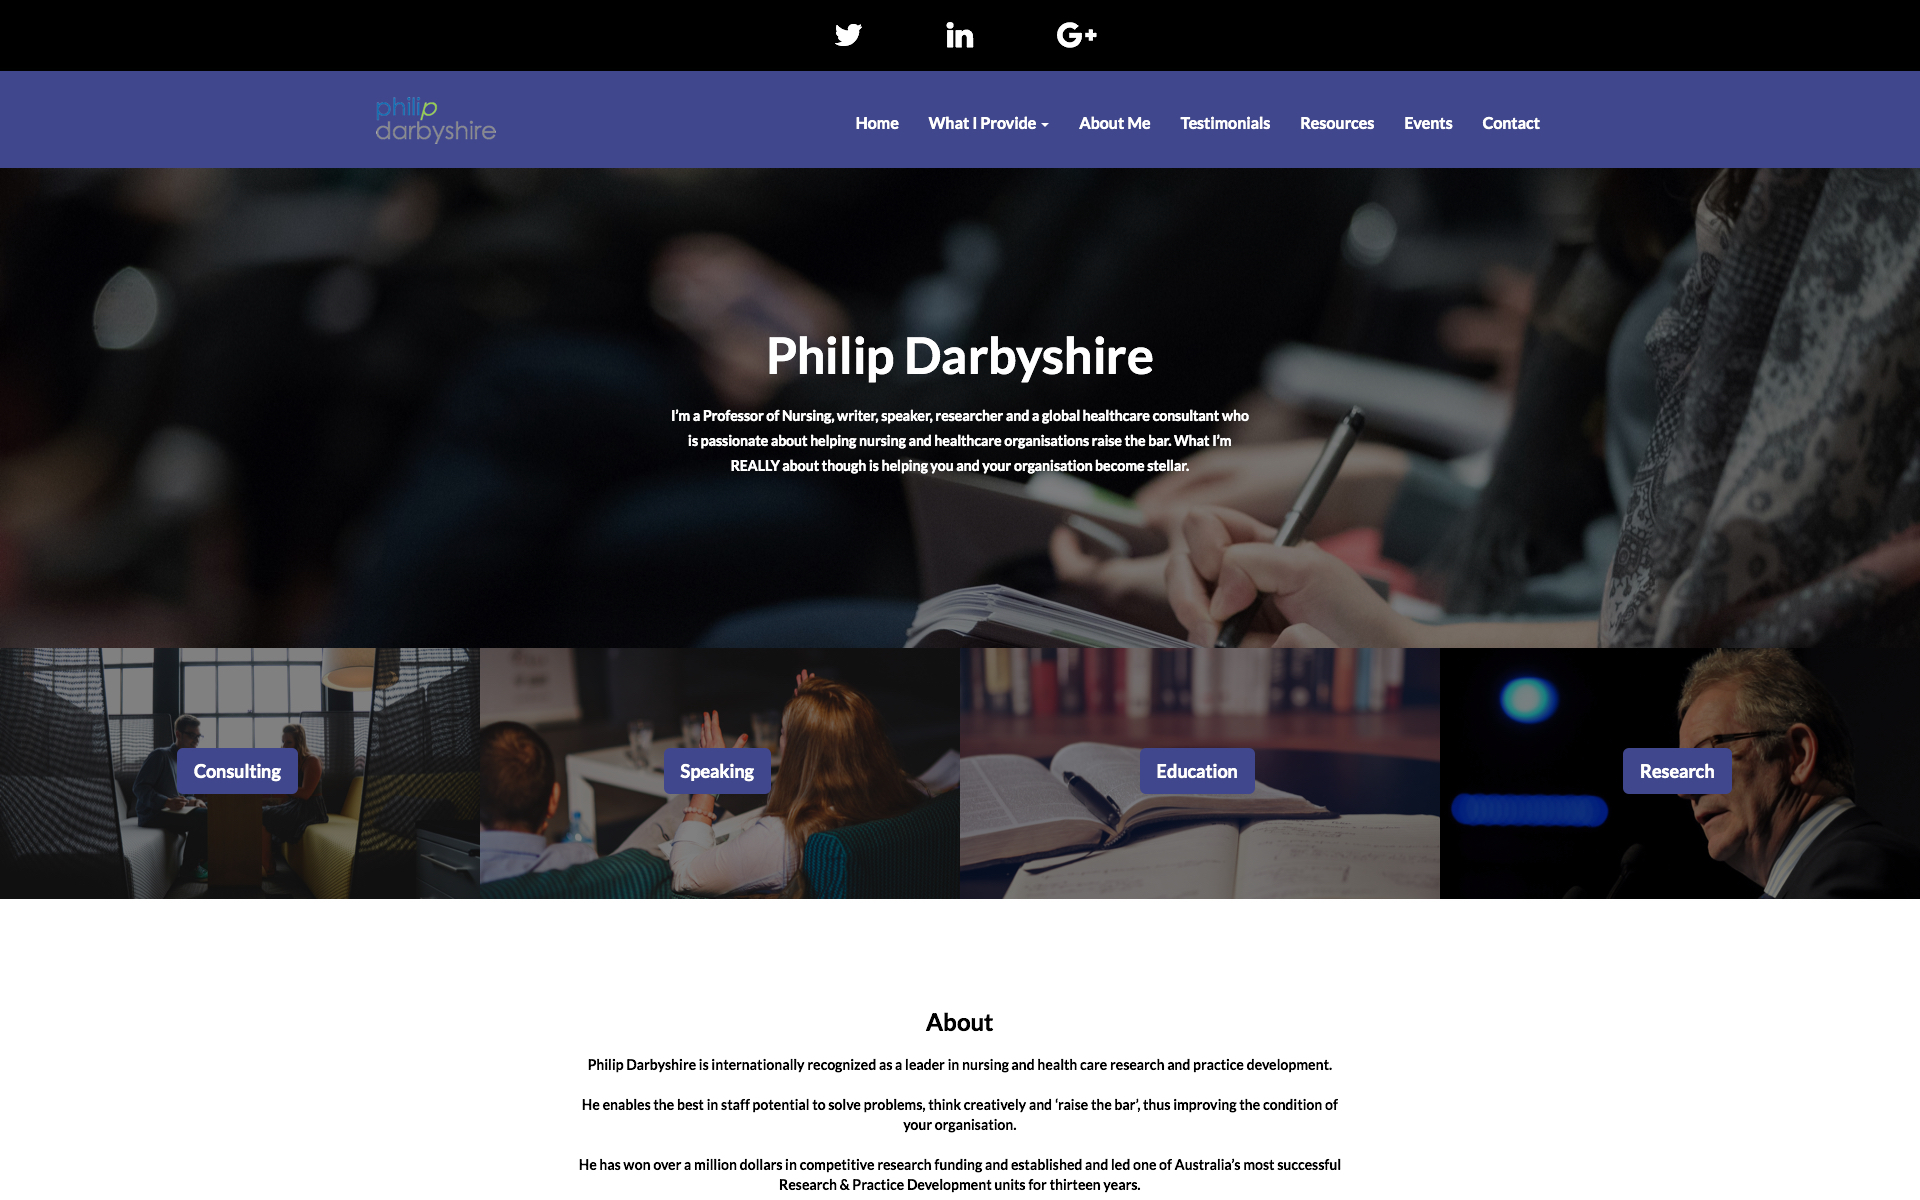 G+
philip
darbyshire
Home What I Provide About Me Testimonials Resources Events Contact
Philip Darbyshire
I'm a Professor of Nursing, writer, speaker, researcher and a global healthcare consultant who
is passionate about helping nursing and healthcare organisations raise the bar. What I'm
REALLY about though is helping you and your organisation become stellar.
Consulting
Speaking
Education
Research
About
Philip Darbyshire is internationally recognized as a leader in nursing and health care research and practice development.
He enables the best in staff potential to solve problems, think creatively and ‘raise the bar’, thus improving the condition of
your organisation.
He has won over a million dollars in competitive research funding and established and led one of Australia's most successful
Research & Practice Development units for thirteen years.